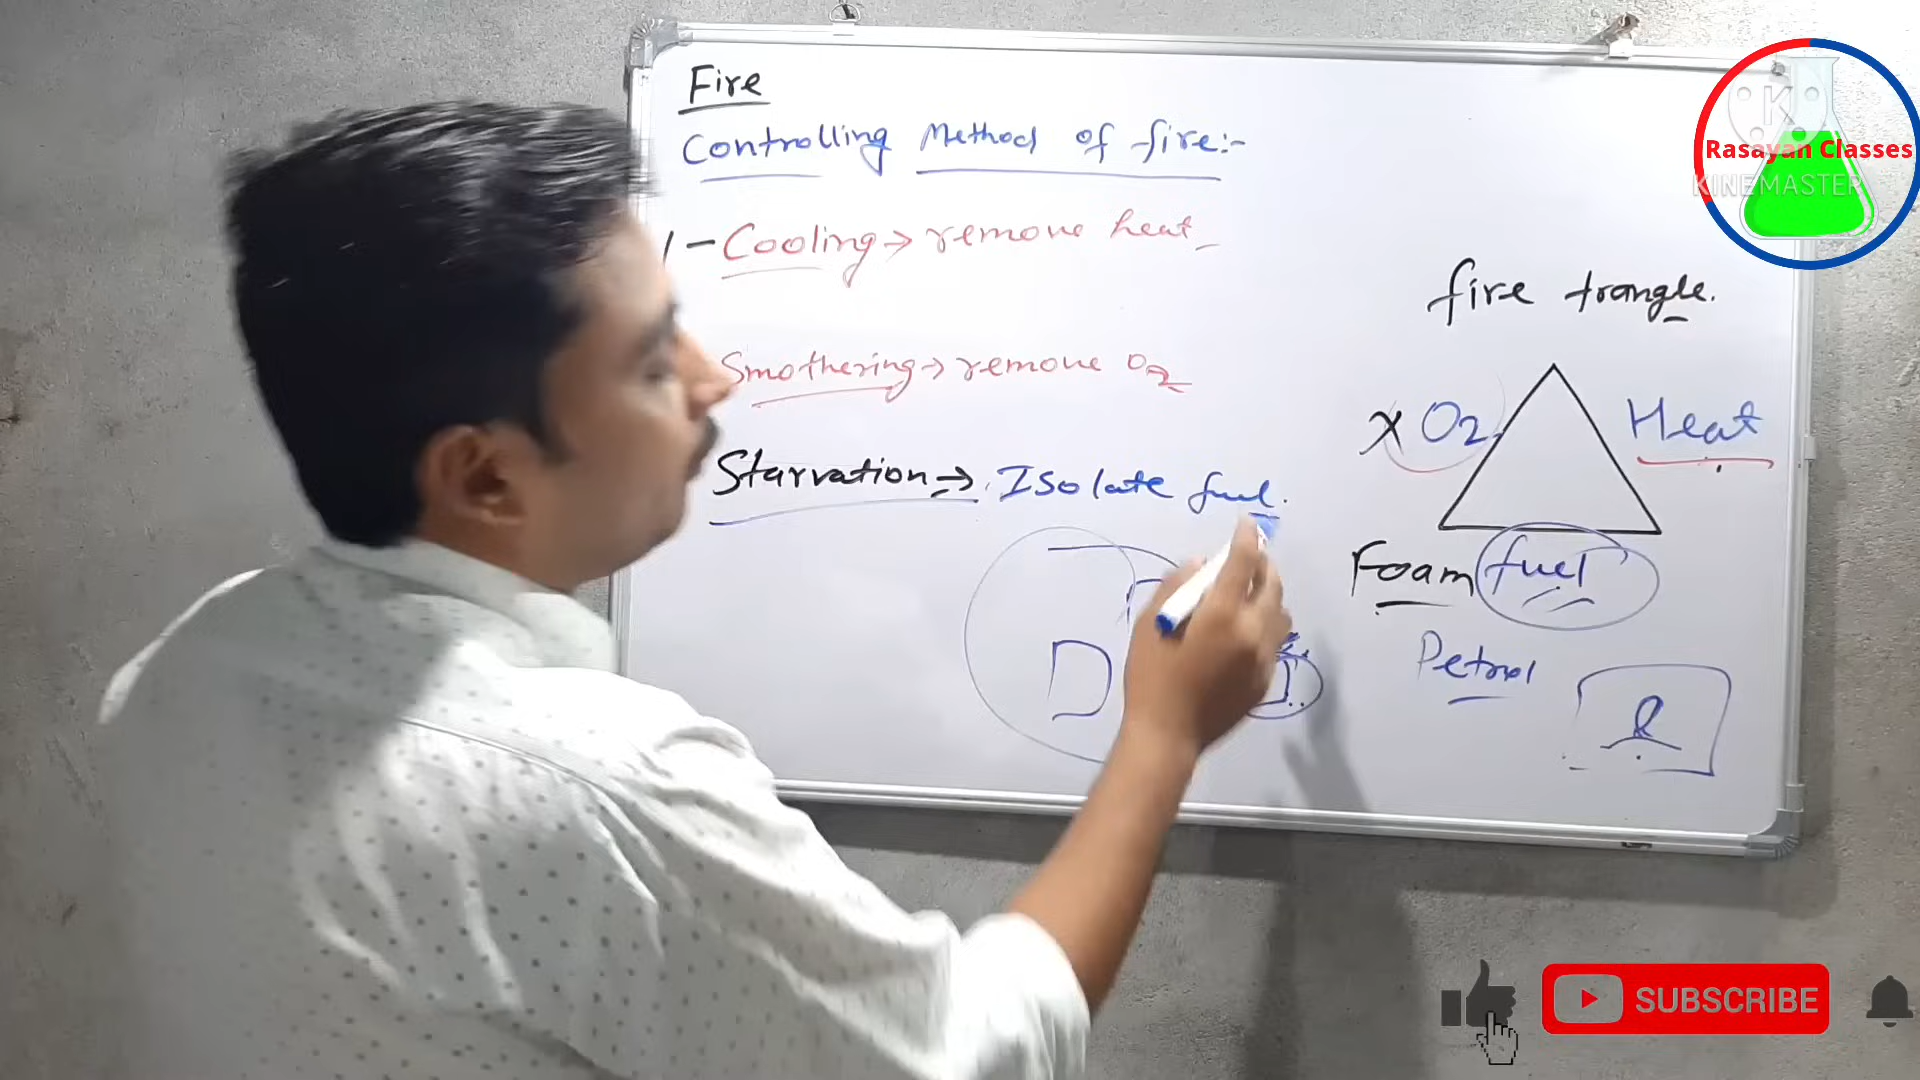 Fire
Controlling Method of fire:-
1- Cooling → remove heat
Smothering → remove O2
Starvation → Isolate fuel.
fire trangle.
x O2
Heat
Foam
fuel
Petrol
Rasayan Classes
KINEMASTER
K
SUBSCRIBE